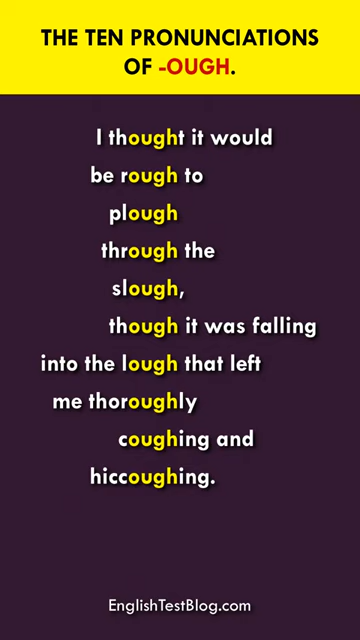 THE TEN PRONUNCIATIONS
OF -OUGH.
I thought it would
be rough to
plough
through the
slough,
though it was falling
into the lough that left
me thoroughly
coughing and
hiccoughing.
EnglishTestBlog.com